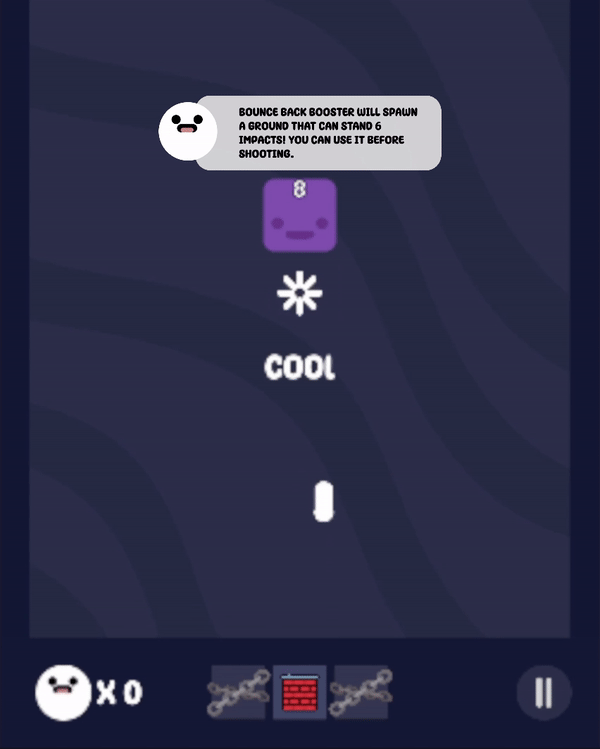 BOUNCE BACK BOOSTER WILL SPAWN
A GROUND THAT CAN STAND 6
IMPACTS! YOU CAN USE IT BEFORE
SHOOTING.
8
COOL
X 0